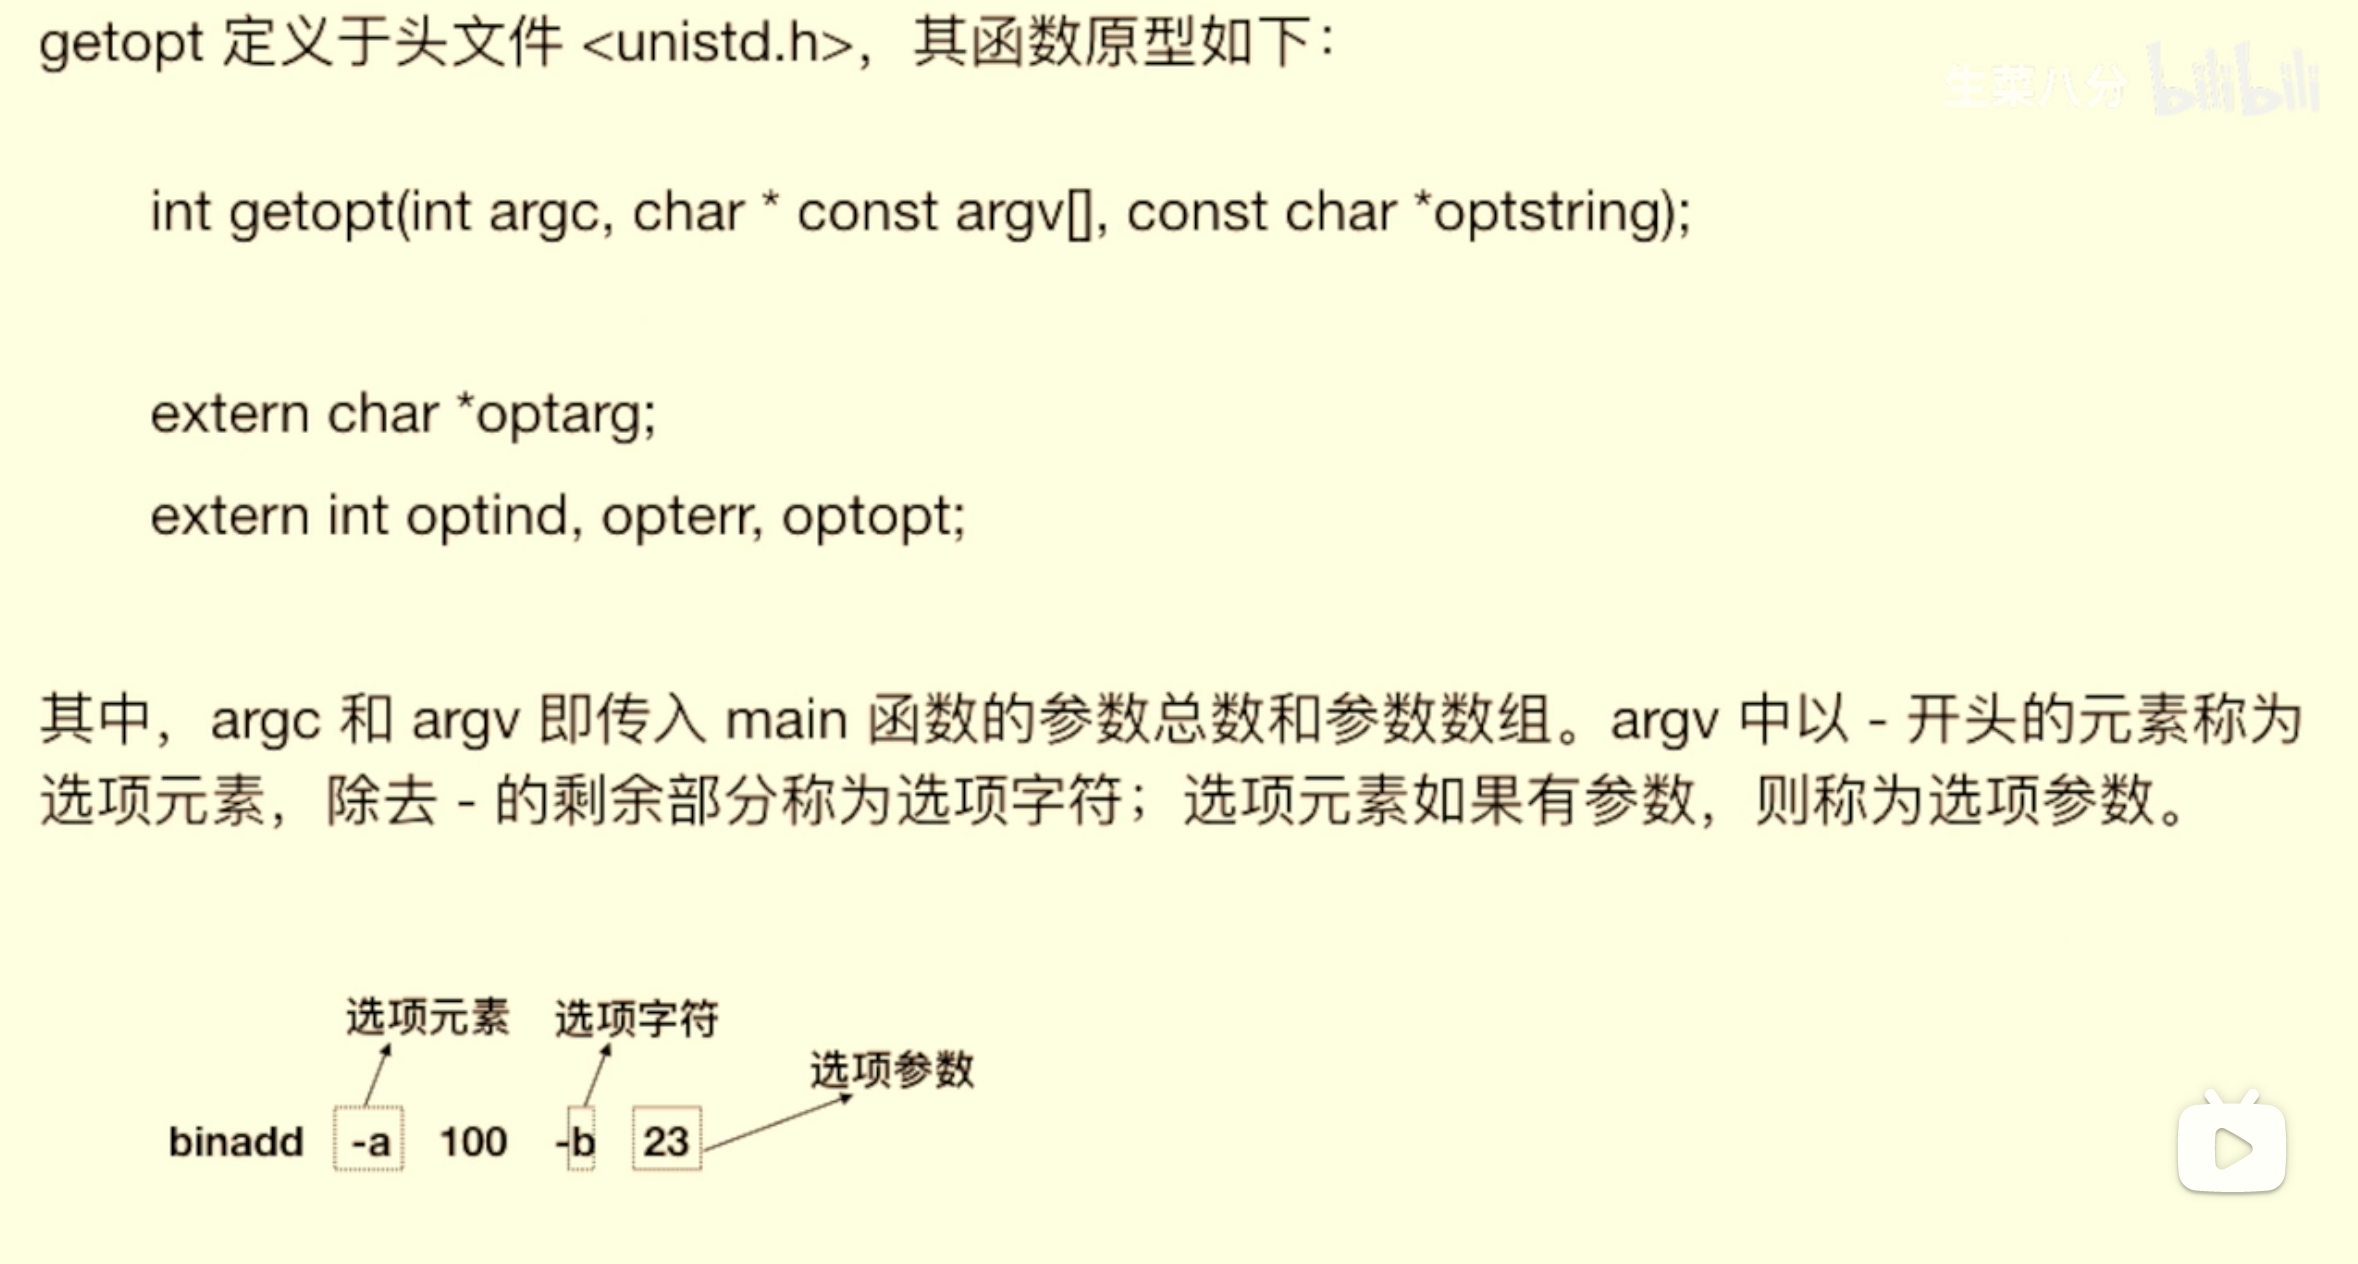 getopt 定义于头文件 <unistd.h>，其函数原型如下：
生菜八分 bilibili
int getopt(int argc, char * const argv[], const char *optstring);
extern char *optarg;
extern int optind, opterr, optopt;
其中，argc 和 argv 即传入 main 函数的参数总数和参数数组。argv 中以 - 开头的元素称为
选项元素，除去 - 的剩余部分称为选项字符；选项元素如果有参数，则称为选项参数。
选项元素 选项字符
选项参数
binadd -a 100 -b 23